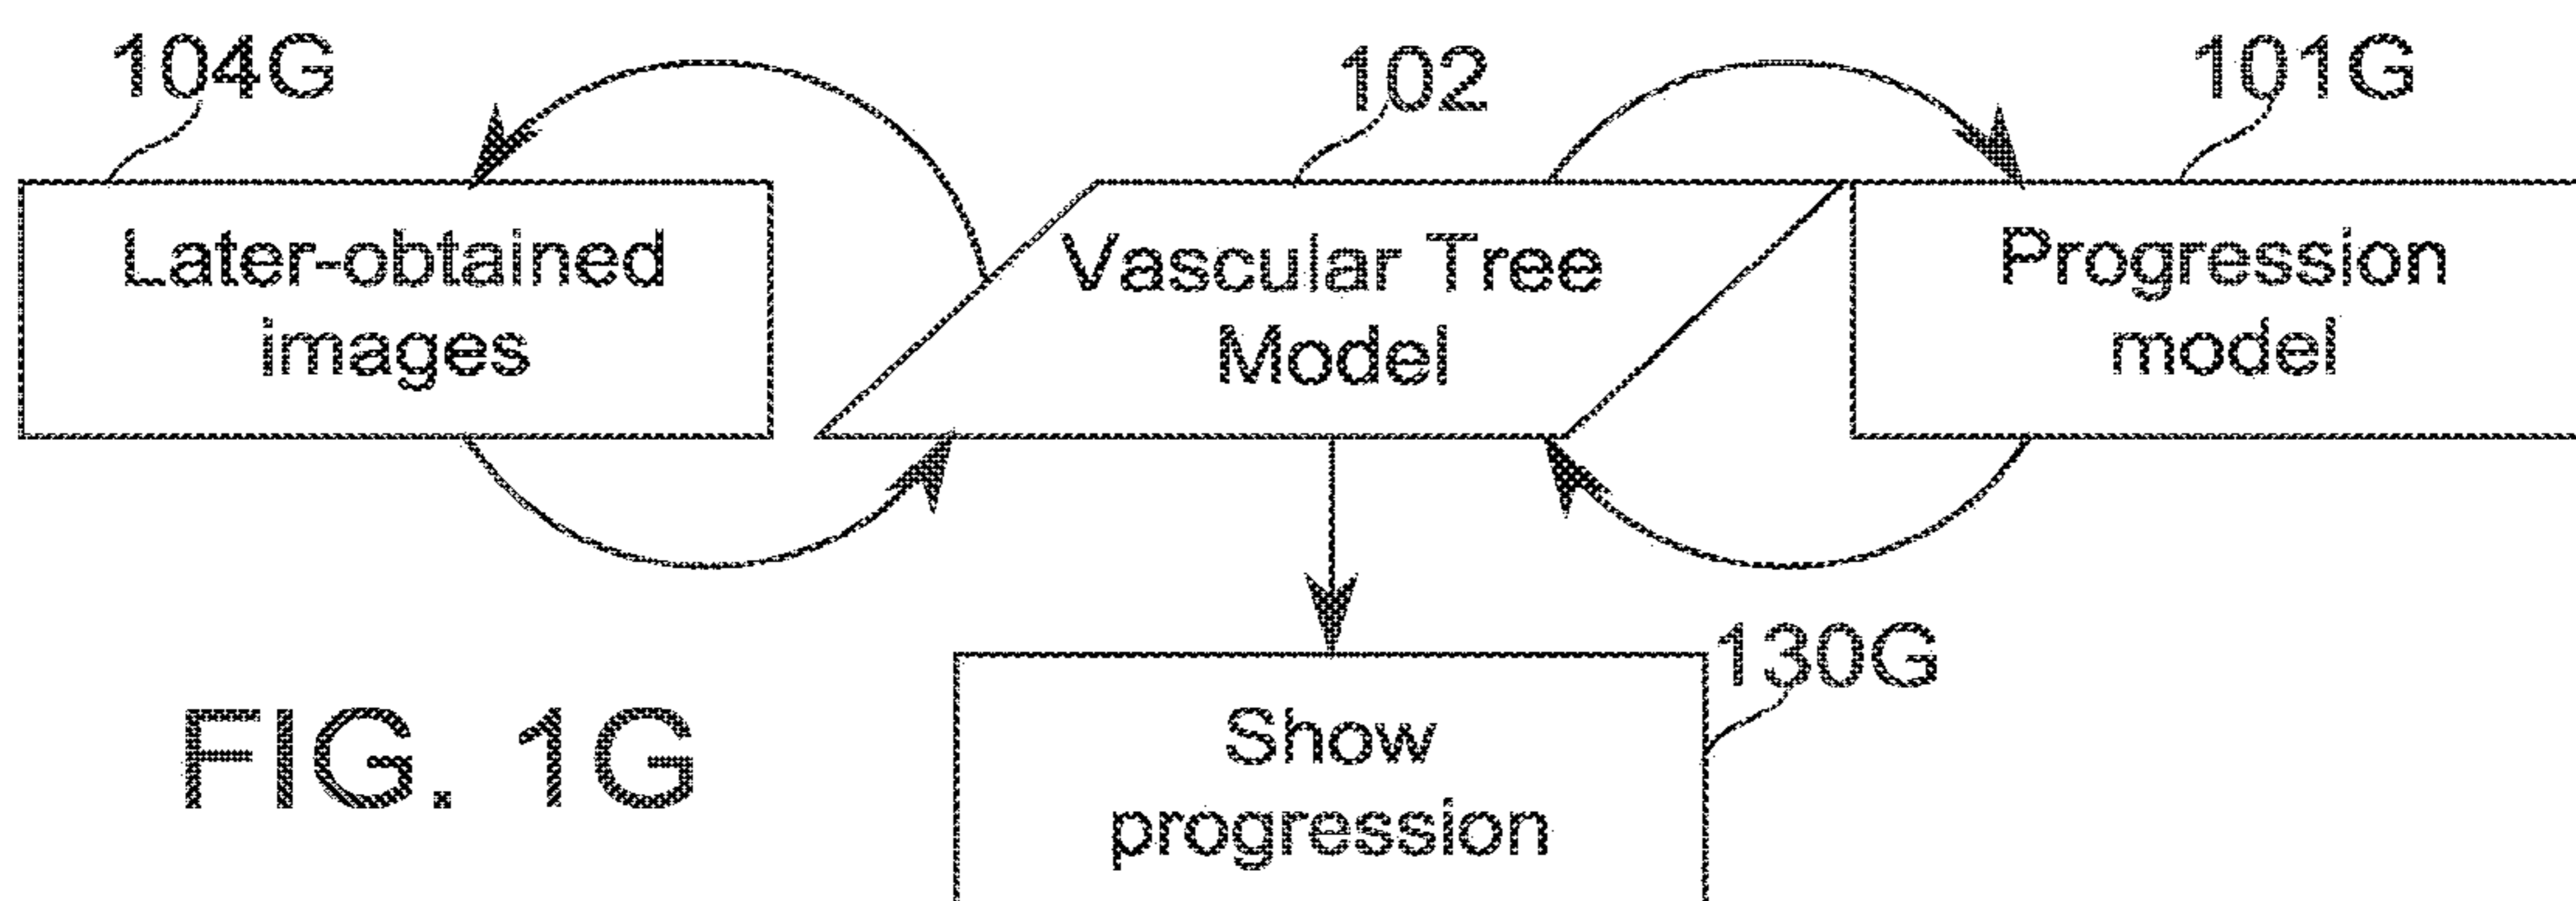 104G
102
101G
Later-obtained
images
Vascular Tree
Model
Progression
model
130G
Show
progression
FIG. 1G